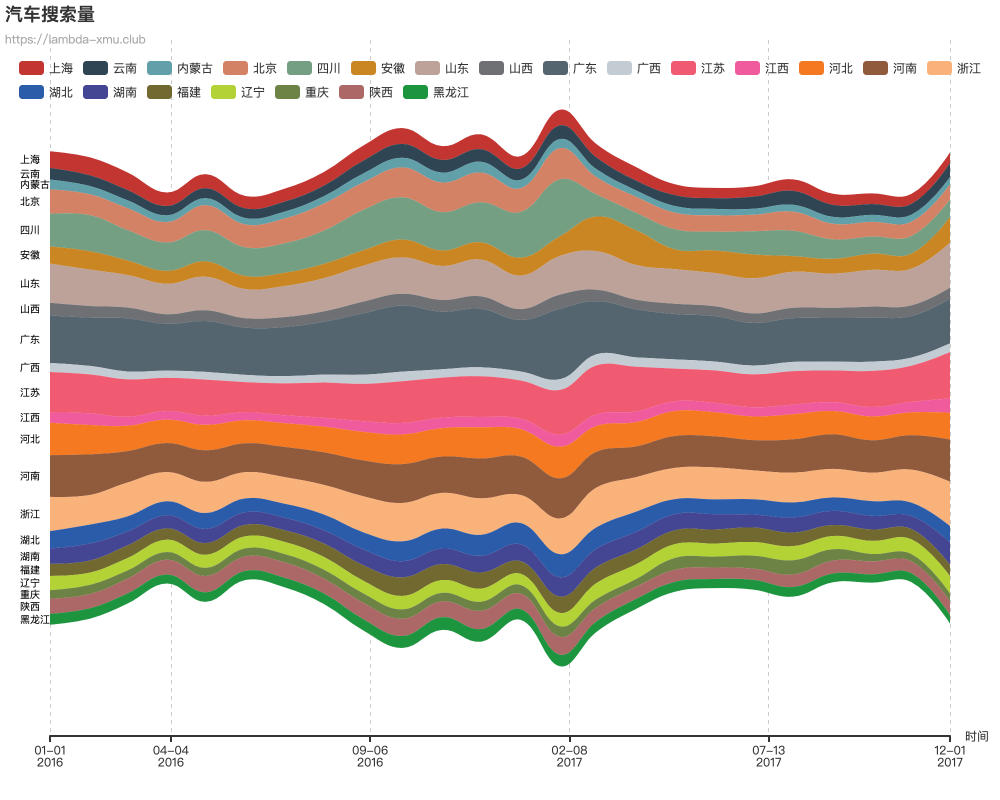 汽车搜索量
https://lambda-xmu.club
上海 云南 内蒙古 北京 四川 安徽 山东 山西 广东 广西 江苏 江西 河北 河南 浙江
湖北 湖南 福建 辽宁 重庆 陕西 黑龙江
上海
云南
内蒙古
北京
四川
安徽
山东
山西
广东
广西
江苏
江西
河北
河南
浙江
湖北
湖南
福建
辽宁
重庆
陕西
黑龙江
时间
01-01 04-04 09-06 02-08 07-13 12-01
2016 2016 2016 2017 2017 2017